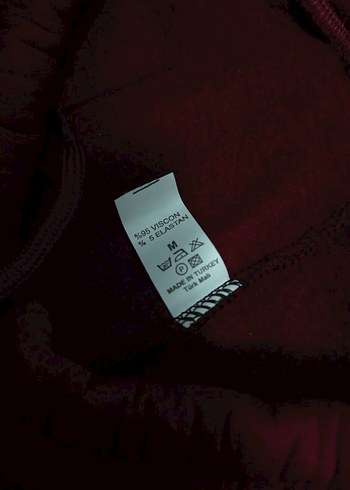 %95 VISCON
% 5 ELASTAN
M
P
MADE IN TURKEY
Türk Malı